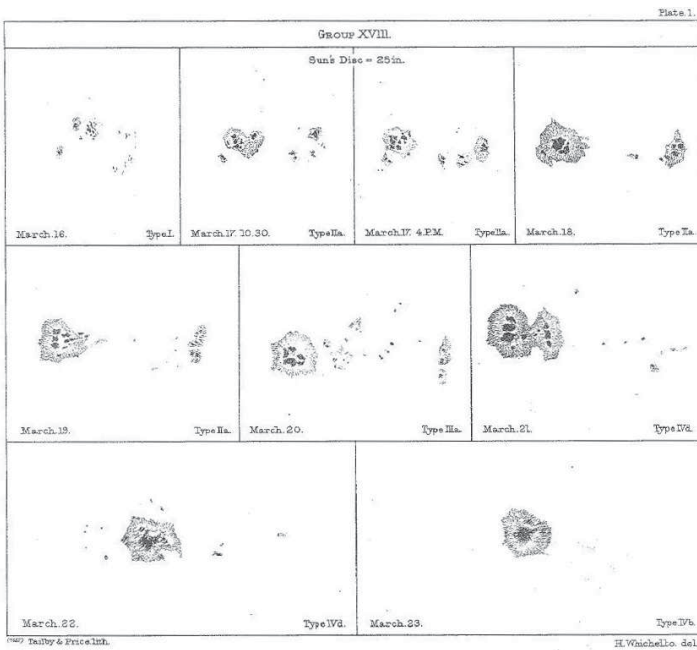 Plate 1.
GROUP XVIII.
Sun's Disc = 25in.
March.16. Type I.
March.17. 10.30. Type IIa.
March.17. 4.P.M. Type IIa.
March.18. Type IIa.
March.19. Type IIa.
March.20. Type IIIa.
March.21. Type IVd.
March.22. Type IVd.
March.23. Type IVb.
Tailby & Price.lith.
H.Whichello. del.